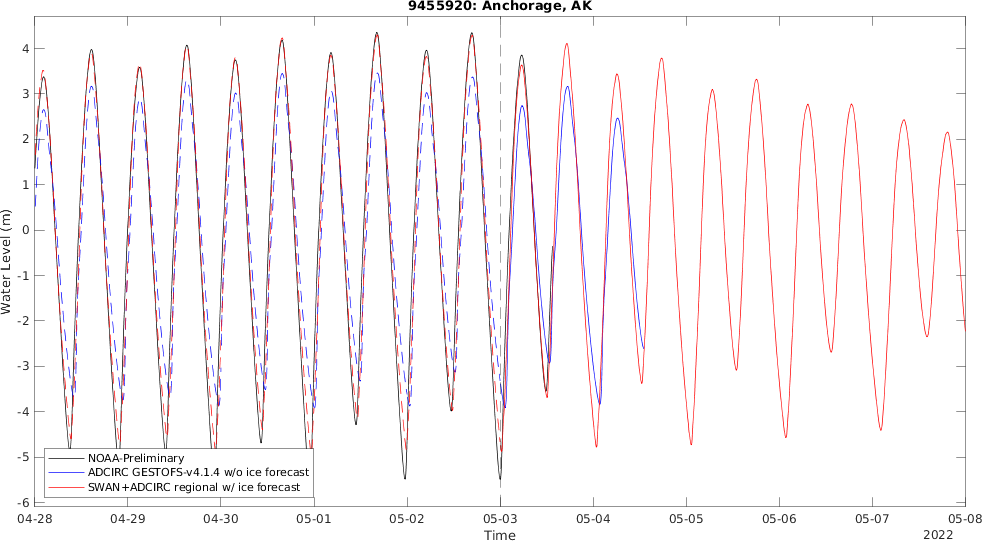 9455920: Anchorage, AK
Water Level (m)
4
3
2
1
0
-1
-2
-3
-4
-5
-6
NOAA-Preliminary
ADCIRC GESTOFS-v4.1.4 w/o ice forecast
SWAN+ADCIRC regional w/ ice forecast
04-28 04-29 04-30 05-01 05-02 05-03 05-04 05-05 05-06 05-07 05-08
Time
2022